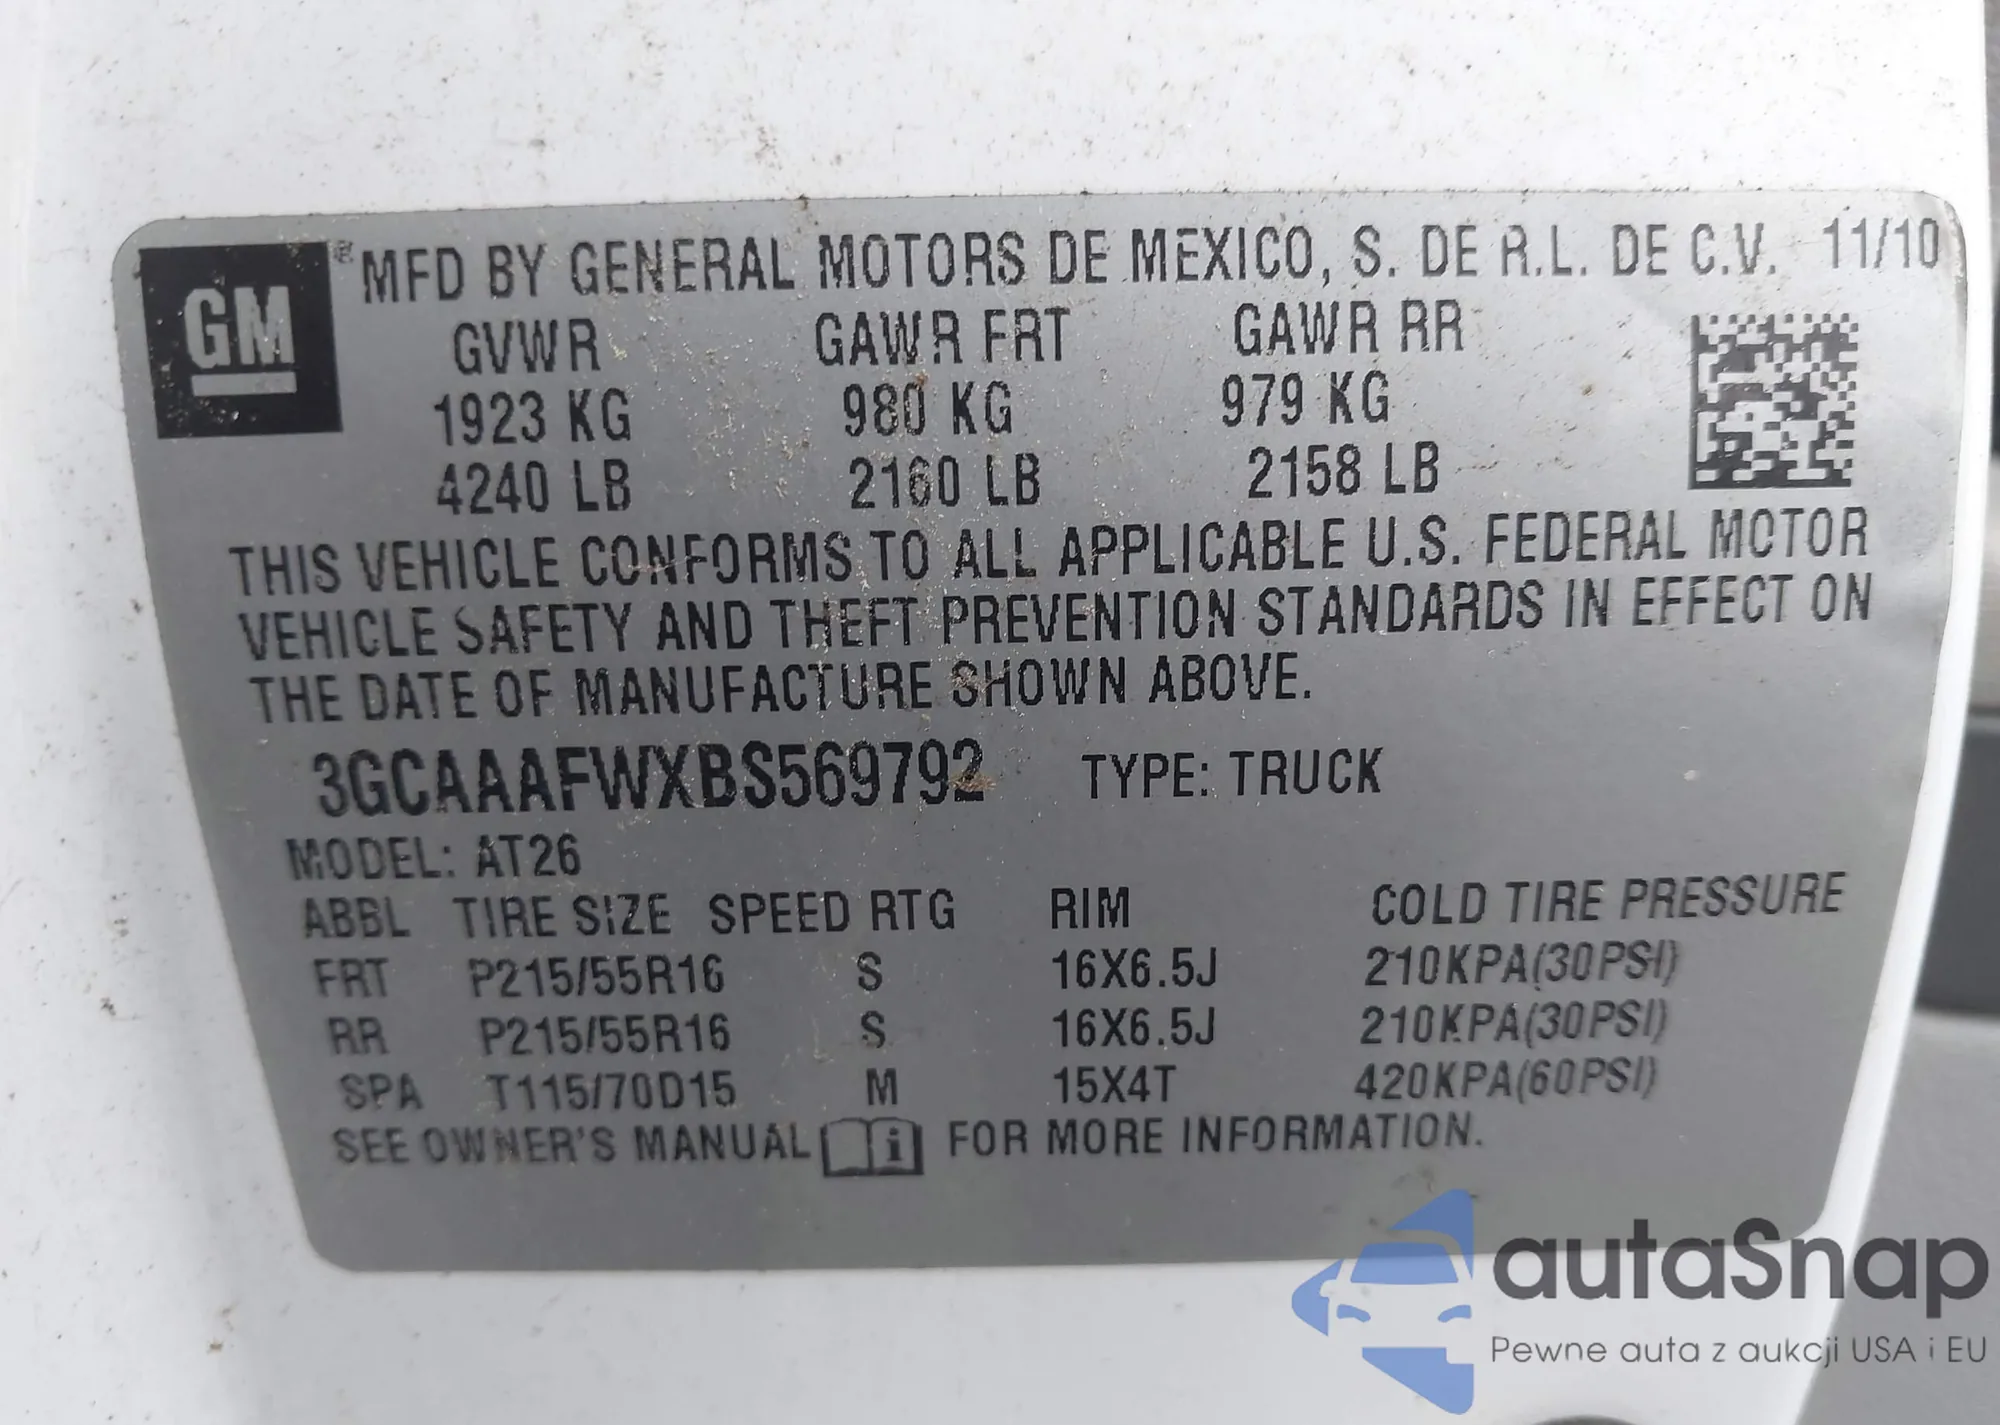 GM
® MFD BY GENERAL MOTORS DE MEXICO, S. DE R.L. DE C.V. 11/10
GVWR GAWR FRT GAWR RR
1923 KG 980 KG 979 KG
4240 LB 2160 LB 2158 LB
THIS VEHICLE CONFORMS TO ALL APPLICABLE U.S. FEDERAL MOTOR
VEHICLE SAFETY AND THEFT PREVENTION STANDARDS IN EFFECT ON
THE DATE OF MANUFACTURE SHOWN ABOVE.
3GCAAAFWXBS569792 TYPE: TRUCK
MODEL: AT26
ABBL TIRE SIZE SPEED RTG RIM COLD TIRE PRESSURE
FRT P215/55R16 S 16X6.5J 210KPA(30PSI)
RR P215/55R16 S 16X6.5J 210KPA(30PSI)
SPA T115/70D15 M 15X4T 420KPA(60PSI)
SEE OWNER'S MANUAL i FOR MORE INFORMATION.
autaSnap
Pewne auta z aukcji USA i EU